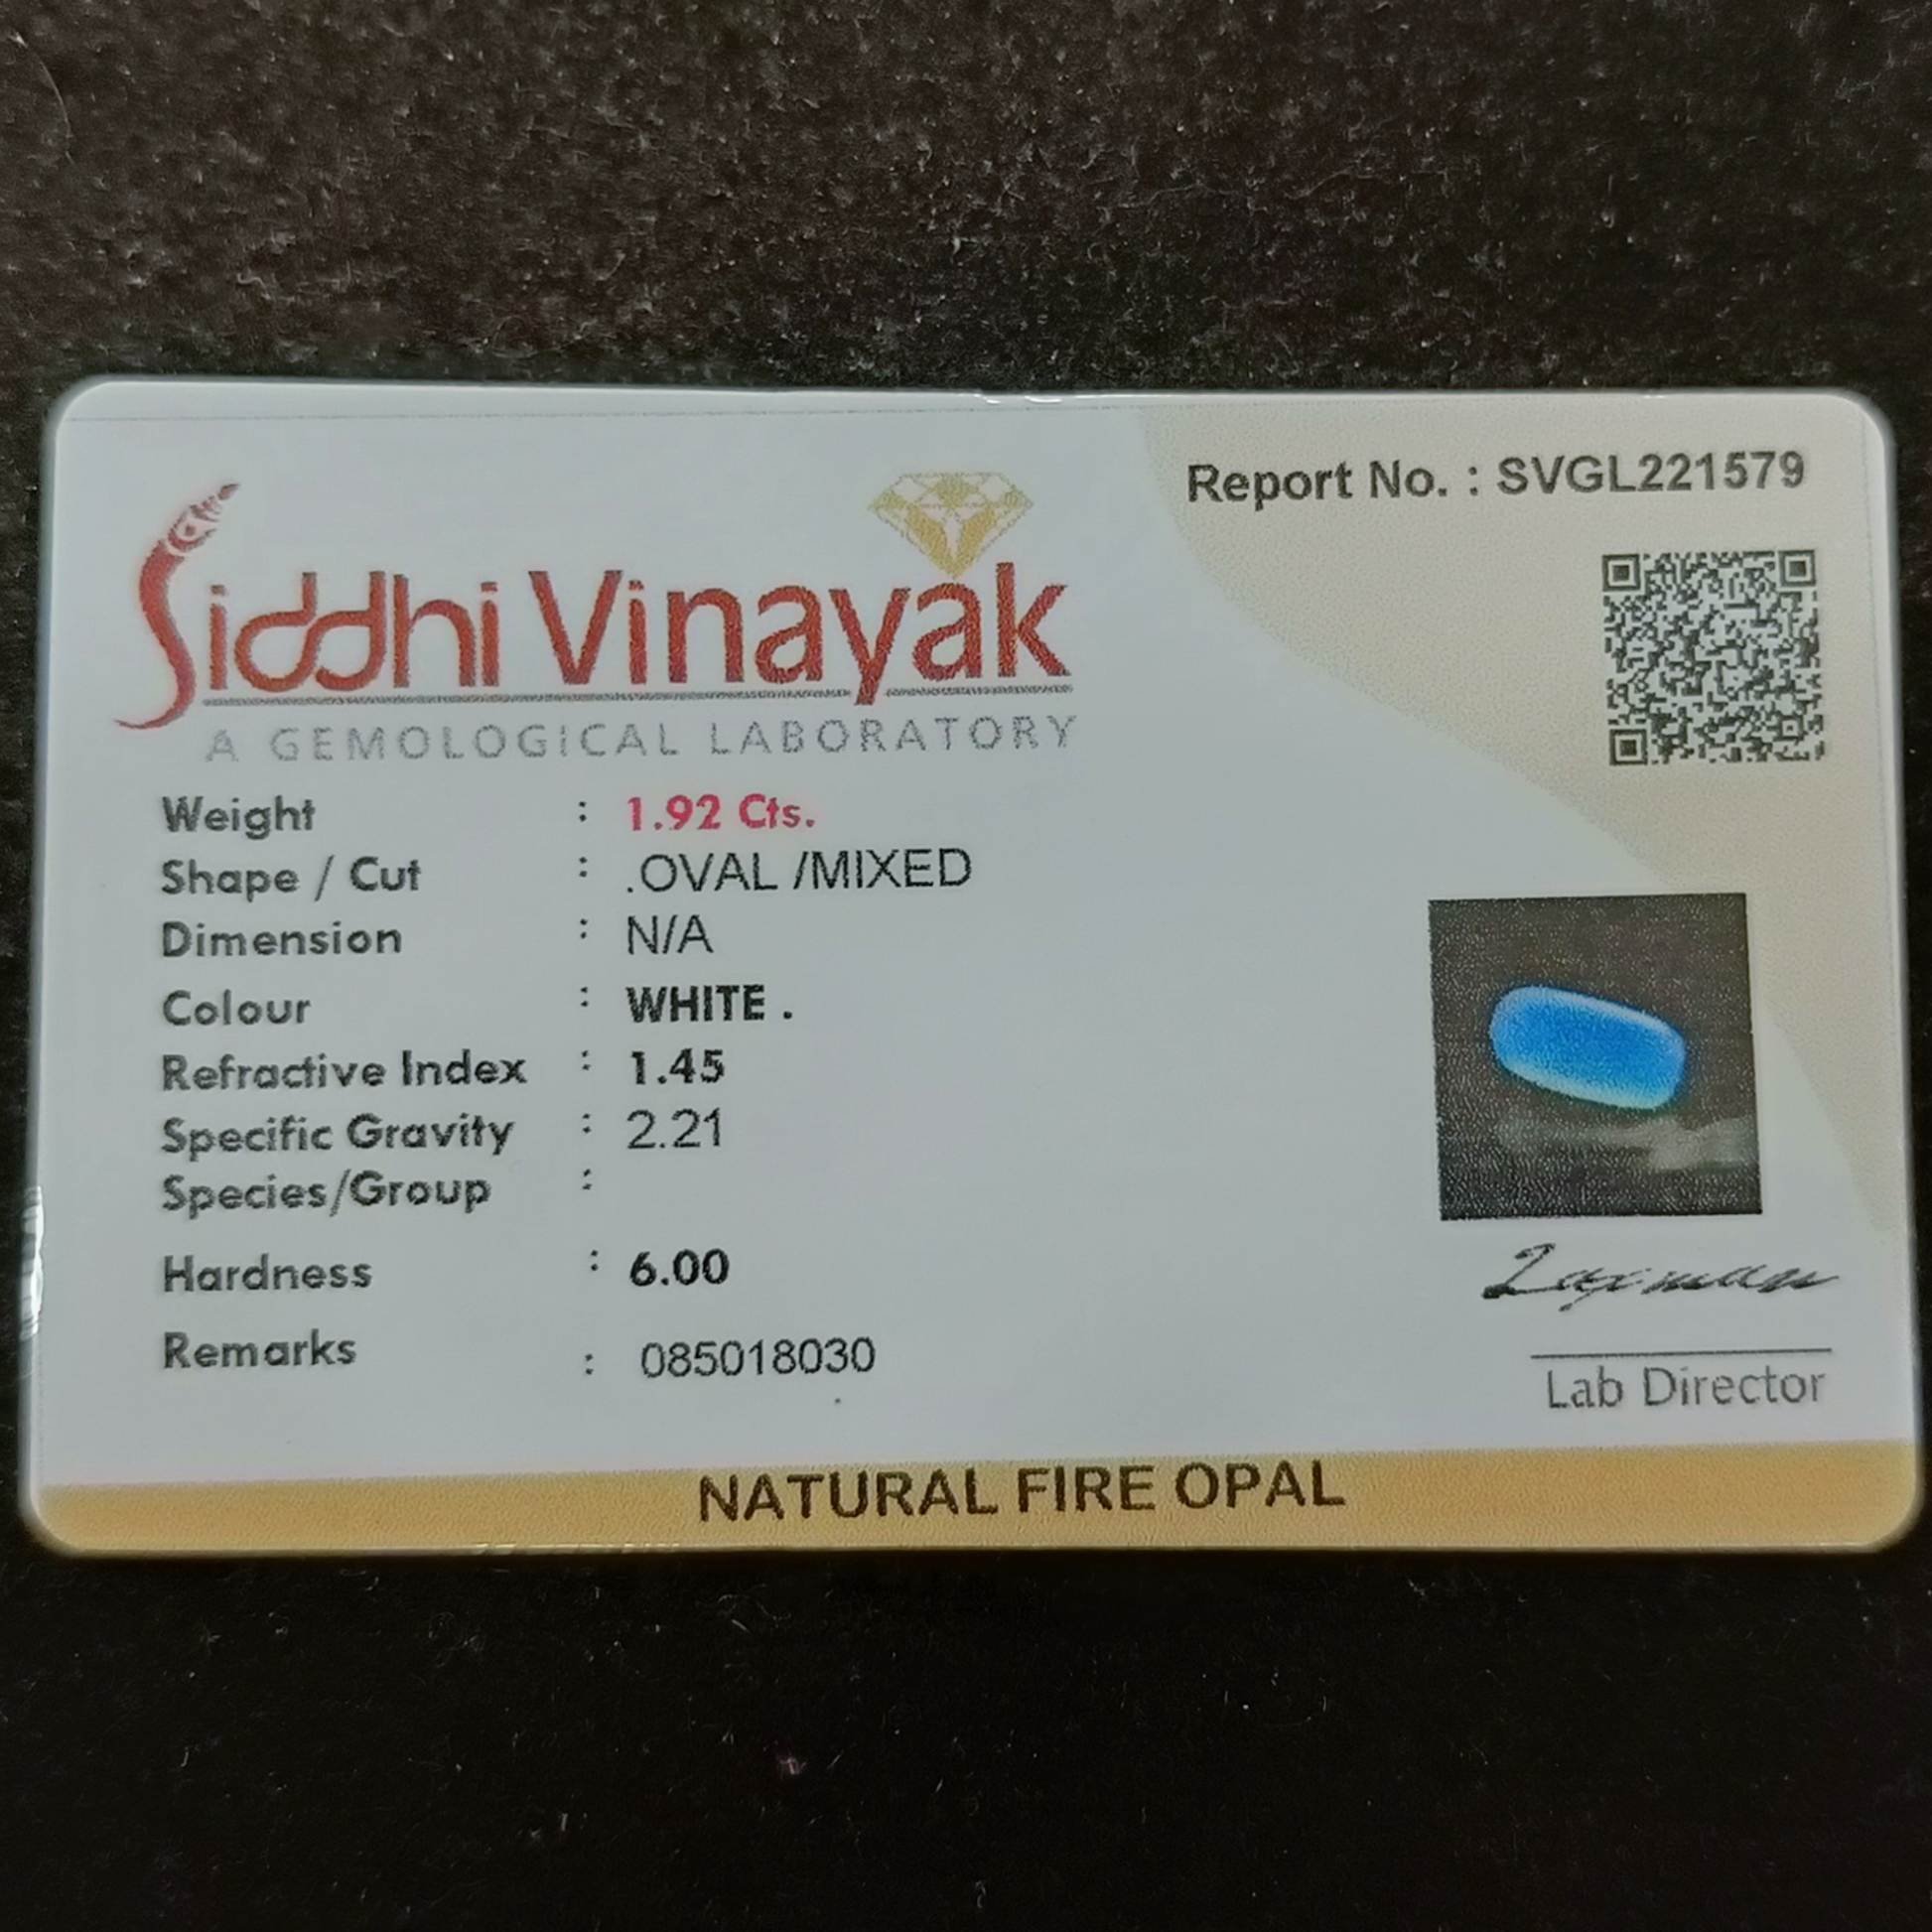 Report No. : SVGL221579
Siddhi Vinayak
A GEMOLOGICAL LABORATORY
Weight : 1.92 Cts.
Shape / Cut : .OVAL /MIXED
Dimension : N/A
Colour : WHITE .
Refractive Index : 1.45
Specific Gravity : 2.21
Species/Group :
Hardness : 6.00
Remarks : 085018030
Laxman
Lab Director
NATURAL FIRE OPAL